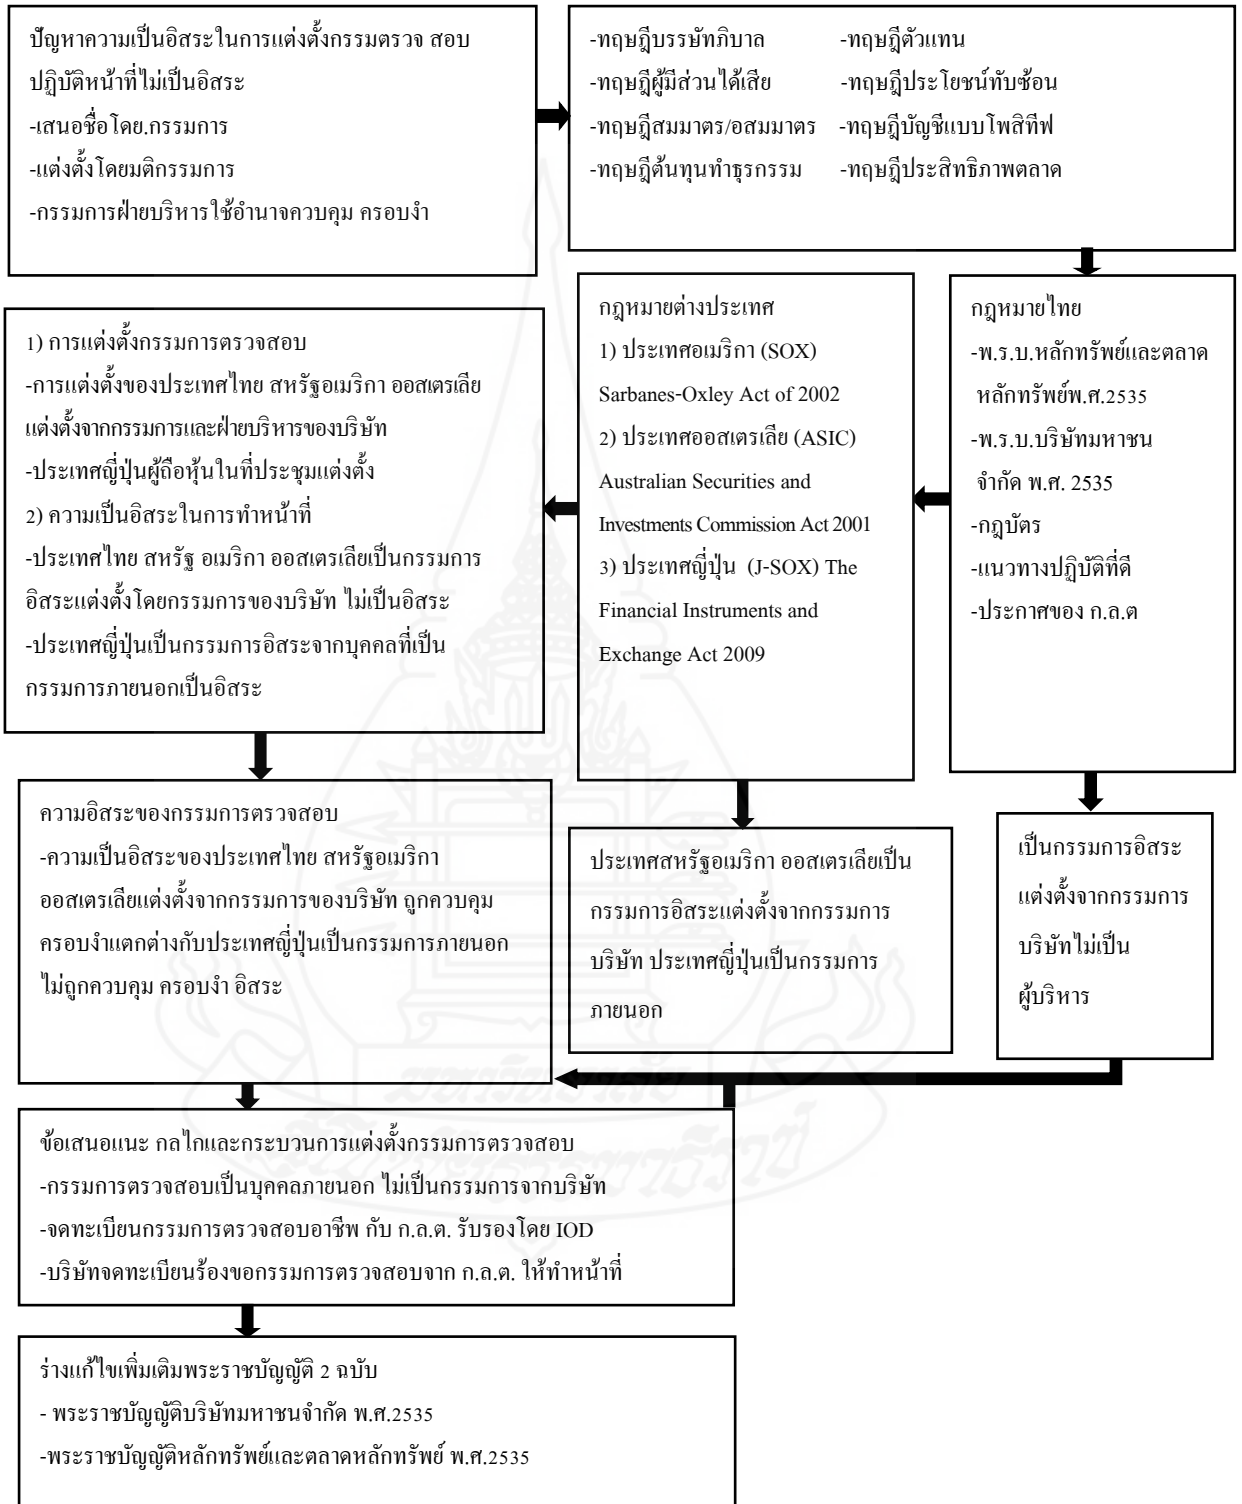 ปัญหาความเป็นอิสระในการแต่งตั้งกรรมตรวจ สอบ
ปฏิบัติหน้าที่ไม่เป็นอิสระ
-เสนอชื่อโดย.กรรมการ
-แต่งตั้งโดยมติกรรมการ
-กรรมการฝ่ายบริหารใช้อำนาจควบคุม ครอบงำ
-ทฤษฎีบรรษัทภิบาล -ทฤษฎีตัวแทน
-ทฤษฎีผู้มีส่วนได้เสีย -ทฤษฎีประโยชน์ทับซ้อน
-ทฤษฎีสมมาตร/อสมมาตร -ทฤษฎีบัญชีแบบโพสิทีฟ
-ทฤษฎีต้นทุนทำธุรกรรม -ทฤษฎีประสิทธิภาพตลาด
กฎหมายไทย
-พ.ร.บ.หลักทรัพย์และตลาด
หลักทรัพย์พ.ศ.2535
-พ.ร.บ.บริษัทมหาชน
จำกัด พ.ศ. 2535
-กฎบัตร
-แนวทางปฏิบัติที่ดี
-ประกาศของ ก.ล.ต
กฎหมายต่างประเทศ
1) ประเทศอเมริกา (SOX)
Sarbanes-Oxley Act of 2002
2) ประเทศออสเตรเลีย (ASIC)
Australian Securities and
Investments Commission Act 2001
3) ประเทศญี่ปุ่น (J-SOX) The
Financial Instruments and
Exchange Act 2009
1) การแต่งตั้งกรรมการตรวจสอบ
-การแต่งตั้งของประเทศไทย สหรัฐอเมริกา ออสเตรเลีย
แต่งตั้งจากกรรมการและฝ่ายบริหารของบริษัท
-ประเทศญี่ปุ่นผู้ถือหุ้นในที่ประชุมแต่งตั้ง
2) ความเป็นอิสระในการทำหน้าที่
-ประเทศไทย สหรัฐ อเมริกา ออสเตรเลียเป็นกรรมการ
อิสระแต่งตั้งโดยกรรมการของบริษัท ไม่เป็นอิสระ
-ประเทศญี่ปุ่นเป็นกรรมการอิสระจากบุคคลที่เป็น
กรรมการภายนอกเป็นอิสระ
ความอิสระของกรรมการตรวจสอบ
-ความเป็นอิสระของประเทศไทย สหรัฐอเมริกา
ออสเตรเลียแต่งตั้งจากกรรมการของบริษัท ถูกควบคุม
ครอบงำแตกต่างกับประเทศญี่ปุ่นเป็นกรรมการภายนอก
ไม่ถูกควบคุม ครอบงำ อิสระ
ประเทศสหรัฐอเมริกา ออสเตรเลียเป็น
กรรมการอิสระแต่งตั้งจากกรรมการ
บริษัท ประเทศญี่ปุ่นเป็นกรรมการ
ภายนอก
เป็นกรรมการอิสระ
แต่งตั้งจากกรรมการ
บริษัทไม่เป็น
ผู้บริหาร
ข้อเสนอแนะ กลไกและกระบวนการแต่งตั้งกรรมการตรวจสอบ
-กรรมการตรวจสอบเป็นบุคคลภายนอก ไม่เป็นกรรมการจากบริษัท
-จดทะเบียนกรรมการตรวจสอบอาชีพ กับ ก.ล.ต. รับรองโดย IOD
-บริษัทจดทะเบียนร้องขอกรรมการตรวจสอบจาก ก.ล.ต. ให้ทำหน้าที่
ร่างแก้ไขเพิ่มเติมพระราชบัญญัติ 2 ฉบับ
- พระราชบัญญัติบริษัทมหาชนจำกัด พ.ศ.2535
-พระราชบัญญัติหลักทรัพย์และตลาดหลักทรัพย์ พ.ศ.2535
มหาวิทยาลัย
สุโขทัยธรรมาธิราช